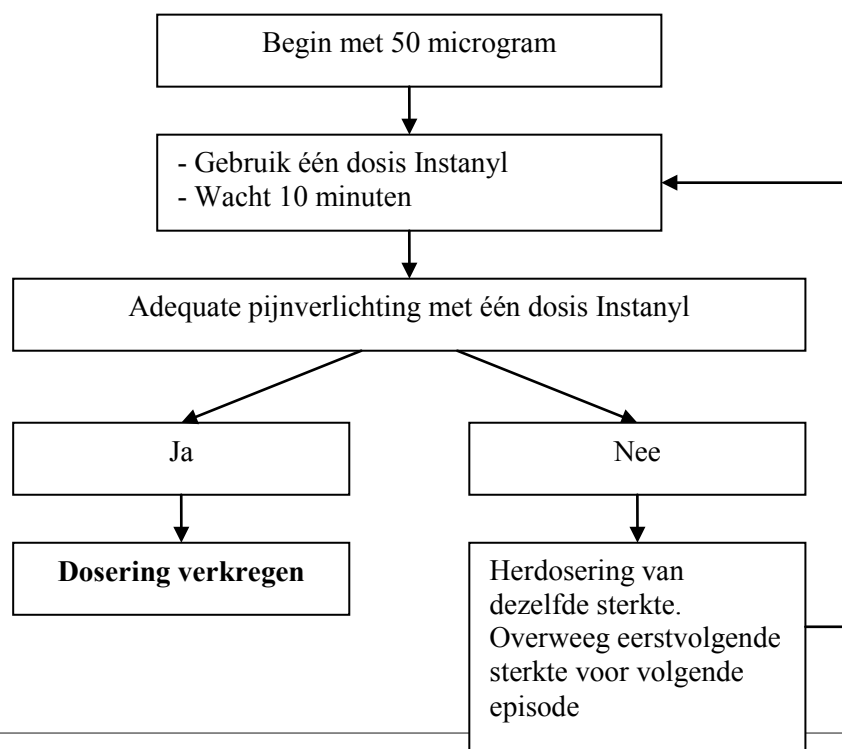 Begin met 50 microgram
- Gebruik één dosis Instanyl
- Wacht 10 minuten
Adequate pijnverlichting met één dosis Instanyl
Ja
Nee
Dosering verkregen
Herdosering van
dezelfde sterkte.
Overweeg eerstvolgende
sterkte voor volgende
episode